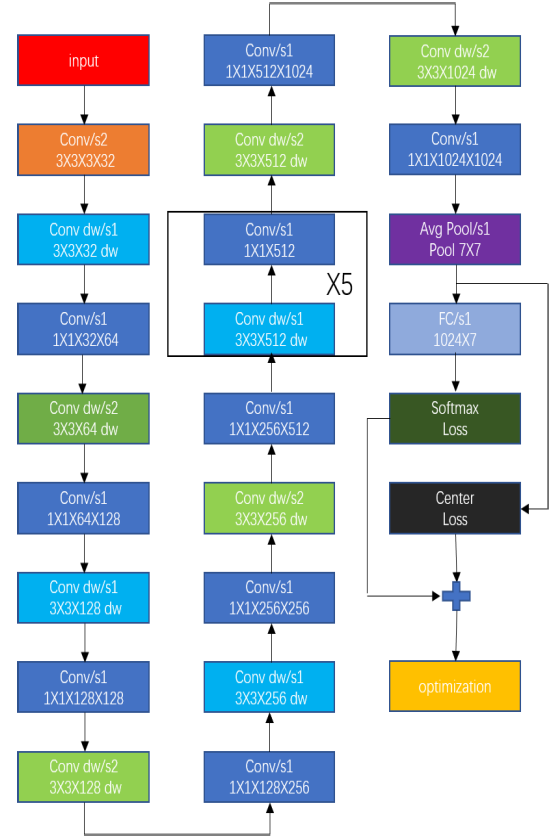 input
Conv/s2
3X3X3X32
Conv dw/s1
3X3X32 dw
Conv/s1
1X1X32X64
Conv dw/s2
3X3X64 dw
Conv/s1
1X1X64X128
Conv dw/s1
3X3X128 dw
Conv/s1
1X1X128X128
Conv dw/s2
3X3X128 dw
Conv/s1
1X1X128X256
Conv dw/s1
3X3X256 dw
Conv/s1
1X1X256X256
Conv dw/s2
3X3X256 dw
Conv/s1
1X1X256X512
Conv dw/s1
3X3X512 dw
Conv/s1
1X1X512
X5
Conv dw/s2
3X3X512 dw
Conv/s1
1X1X512X1024
Conv dw/s2
3X3X1024 dw
Conv/s1
1X1X1024X1024
Avg Pool/s1
Pool 7X7
FC/s1
1024X7
Softmax
Loss
Center
Loss
optimization